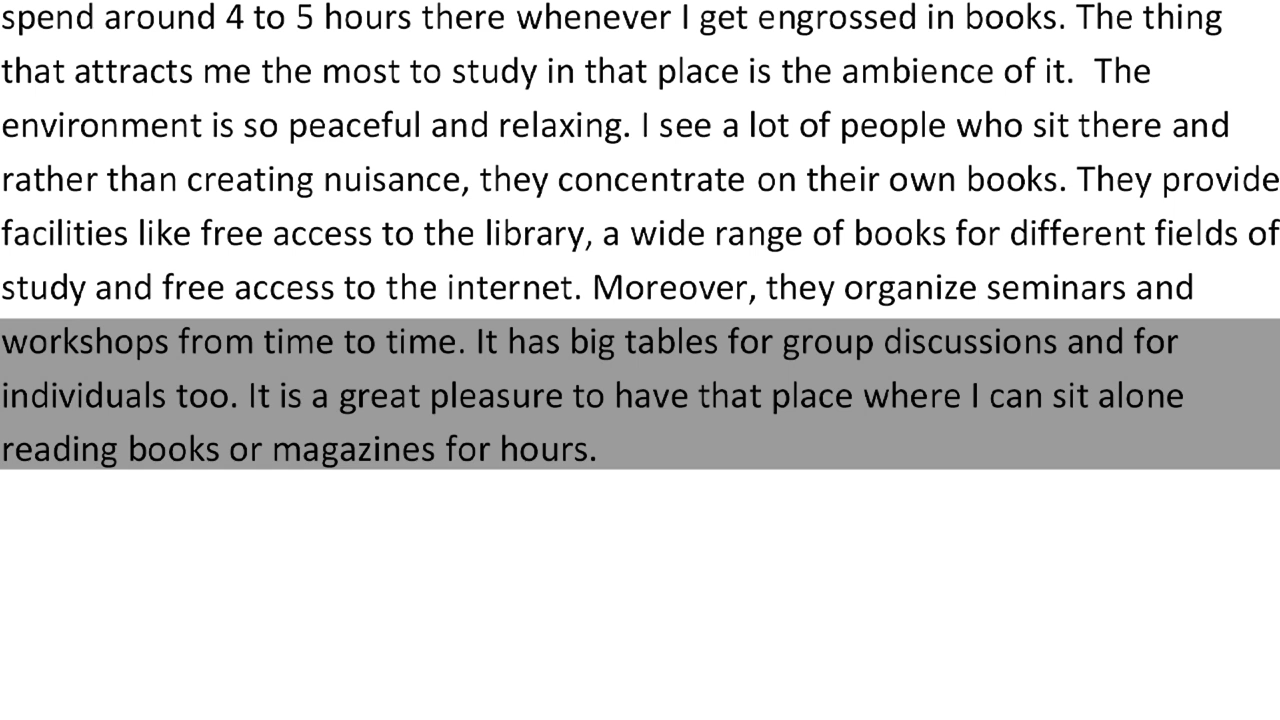 spend around 4 to 5 hours there whenever I get engrossed in books. The thing
that attracts me the most to study in that place is the ambience of it.  The
environment is so peaceful and relaxing. I see a lot of people who sit there and
rather than creating nuisance, they concentrate on their own books. They provide
facilities like free access to the library, a wide range of books for different fields of
study and free access to the internet. Moreover, they organize seminars and
workshops from time to time. It has big tables for group discussions and for
individuals too. It is a great pleasure to have that place where I can sit alone
reading books or magazines for hours.